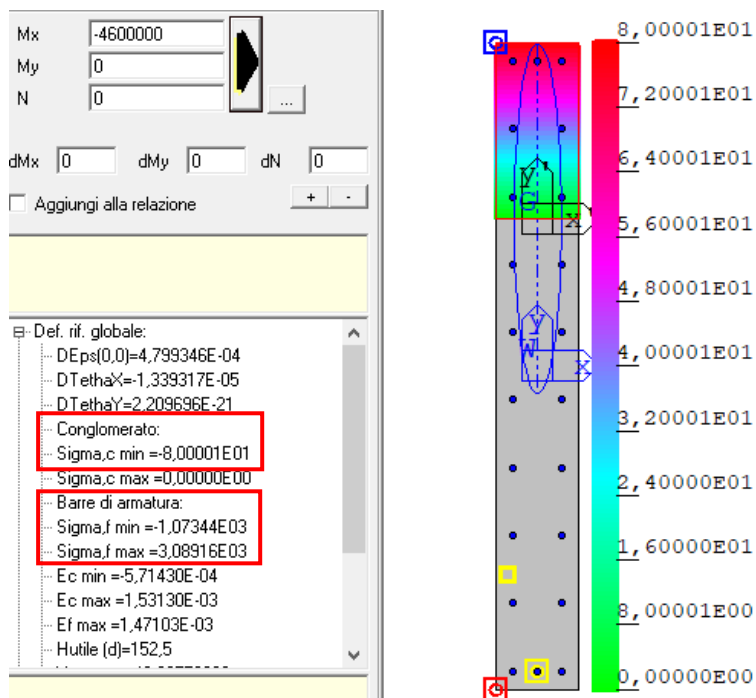 Mx -4600000
My 0
N 0
...
dMx 0 dMy 0 dN 0
Aggiungi alla relazione + -
Def. rif. globale:
DEps(0,0)=4,799346E-04
DTethaX=-1,339317E-05
DTethaY=2,209696E-21
Conglomerato:
Sigma,c min =-8,00001E01
Sigma,c max =0,00000E00
Barre di armatura:
Sigma,f min =-1,07344E03
Sigma,f max =3,08916E03
Ec min =-5,71430E-04
Ec max =1,53130E-03
Ef max =1,47103E-03
Hutile (d)=152,5
y
G
x
y
W
x
8,00001E01
7,20001E01
6,40001E01
5,60001E01
4,80001E01
4,00001E01
3,20001E01
2,40000E01
1,60000E01
8,00001E00
0,00000E00